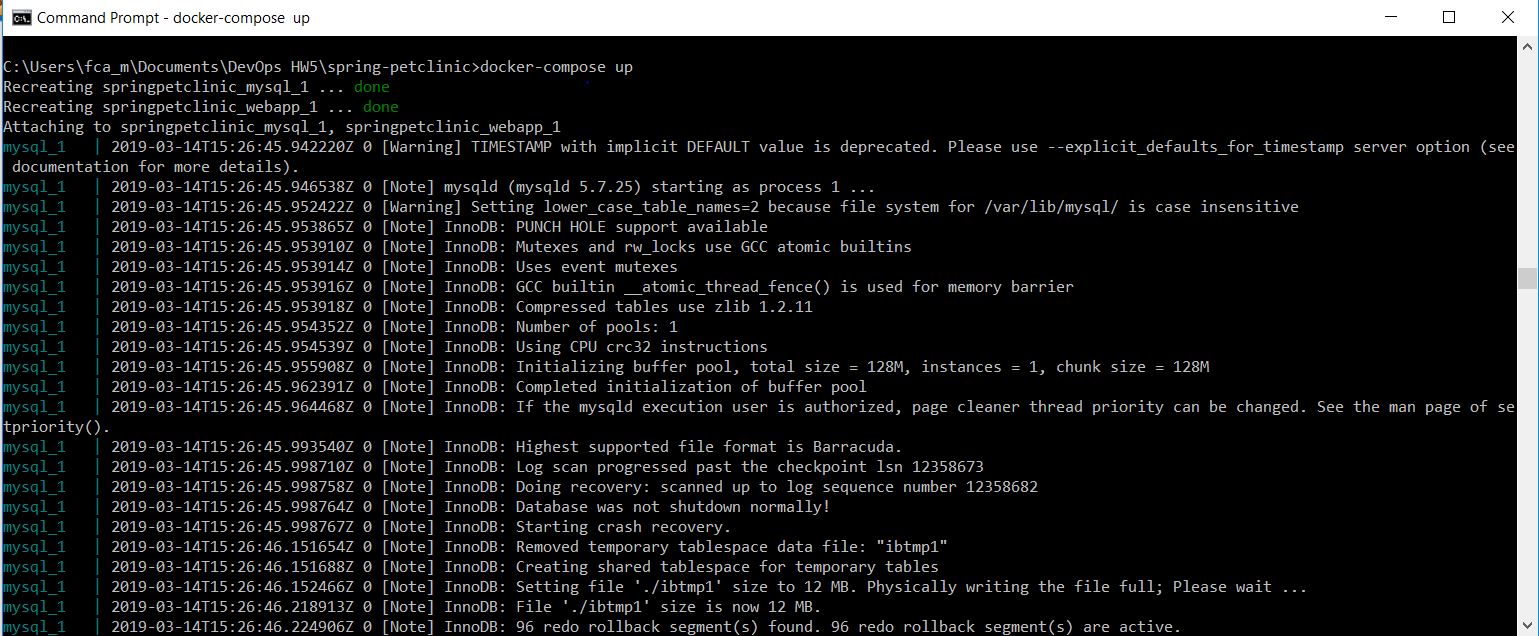 Command Prompt - docker-compose  up
C:\Users\fca_m\Documents\DevOps HW5\spring-petclinic>docker-compose up
Recreating springpetclinic_mysql_1 ... done
Recreating springpetclinic_webapp_1 ... done
Attaching to springpetclinic_mysql_1, springpetclinic_webapp_1
mysql_1   | 2019-03-14T15:26:45.942220Z 0 [Warning] TIMESTAMP with implicit DEFAULT value is deprecated. Please use --explicit_defaults_for_timestamp server option (see
 documentation for more details).
mysql_1   | 2019-03-14T15:26:45.946538Z 0 [Note] mysqld (mysqld 5.7.25) starting as process 1 ...
mysql_1   | 2019-03-14T15:26:45.952422Z 0 [Warning] Setting lower_case_table_names=2 because file system for /var/lib/mysql/ is case insensitive
mysql_1   | 2019-03-14T15:26:45.953865Z 0 [Note] InnoDB: PUNCH HOLE support available
mysql_1   | 2019-03-14T15:26:45.953910Z 0 [Note] InnoDB: Mutexes and rw_locks use GCC atomic builtins
mysql_1   | 2019-03-14T15:26:45.953914Z 0 [Note] InnoDB: Uses event mutexes
mysql_1   | 2019-03-14T15:26:45.953916Z 0 [Note] InnoDB: GCC builtin __atomic_thread_fence() is used for memory barrier
mysql_1   | 2019-03-14T15:26:45.953918Z 0 [Note] InnoDB: Compressed tables use zlib 1.2.11
mysql_1   | 2019-03-14T15:26:45.954352Z 0 [Note] InnoDB: Number of pools: 1
mysql_1   | 2019-03-14T15:26:45.954539Z 0 [Note] InnoDB: Using CPU crc32 instructions
mysql_1   | 2019-03-14T15:26:45.955908Z 0 [Note] InnoDB: Initializing buffer pool, total size = 128M, instances = 1, chunk size = 128M
mysql_1   | 2019-03-14T15:26:45.962391Z 0 [Note] InnoDB: Completed initialization of buffer pool
mysql_1   | 2019-03-14T15:26:45.964468Z 0 [Note] InnoDB: If the mysqld execution user is authorized, page cleaner thread priority can be changed. See the man page of se
tpriority().
mysql_1   | 2019-03-14T15:26:45.993540Z 0 [Note] InnoDB: Highest supported file format is Barracuda.
mysql_1   | 2019-03-14T15:26:45.998710Z 0 [Note] InnoDB: Log scan progressed past the checkpoint lsn 12358673
mysql_1   | 2019-03-14T15:26:45.998758Z 0 [Note] InnoDB: Doing recovery: scanned up to log sequence number 12358682
mysql_1   | 2019-03-14T15:26:45.998764Z 0 [Note] InnoDB: Database was not shutdown normally!
mysql_1   | 2019-03-14T15:26:45.998767Z 0 [Note] InnoDB: Starting crash recovery.
mysql_1   | 2019-03-14T15:26:46.151654Z 0 [Note] InnoDB: Removed temporary tablespace data file: "ibtmp1"
mysql_1   | 2019-03-14T15:26:46.151688Z 0 [Note] InnoDB: Creating shared tablespace for temporary tables
mysql_1   | 2019-03-14T15:26:46.152466Z 0 [Note] InnoDB: Setting file './ibtmp1' size to 12 MB. Physically writing the file full; Please wait ...
mysql_1   | 2019-03-14T15:26:46.218913Z 0 [Note] InnoDB: File './ibtmp1' size is now 12 MB.
mysql_1   | 2019-03-14T15:26:46.224906Z 0 [Note] InnoDB: 96 redo rollback segment(s) found. 96 redo rollback segment(s) are active.